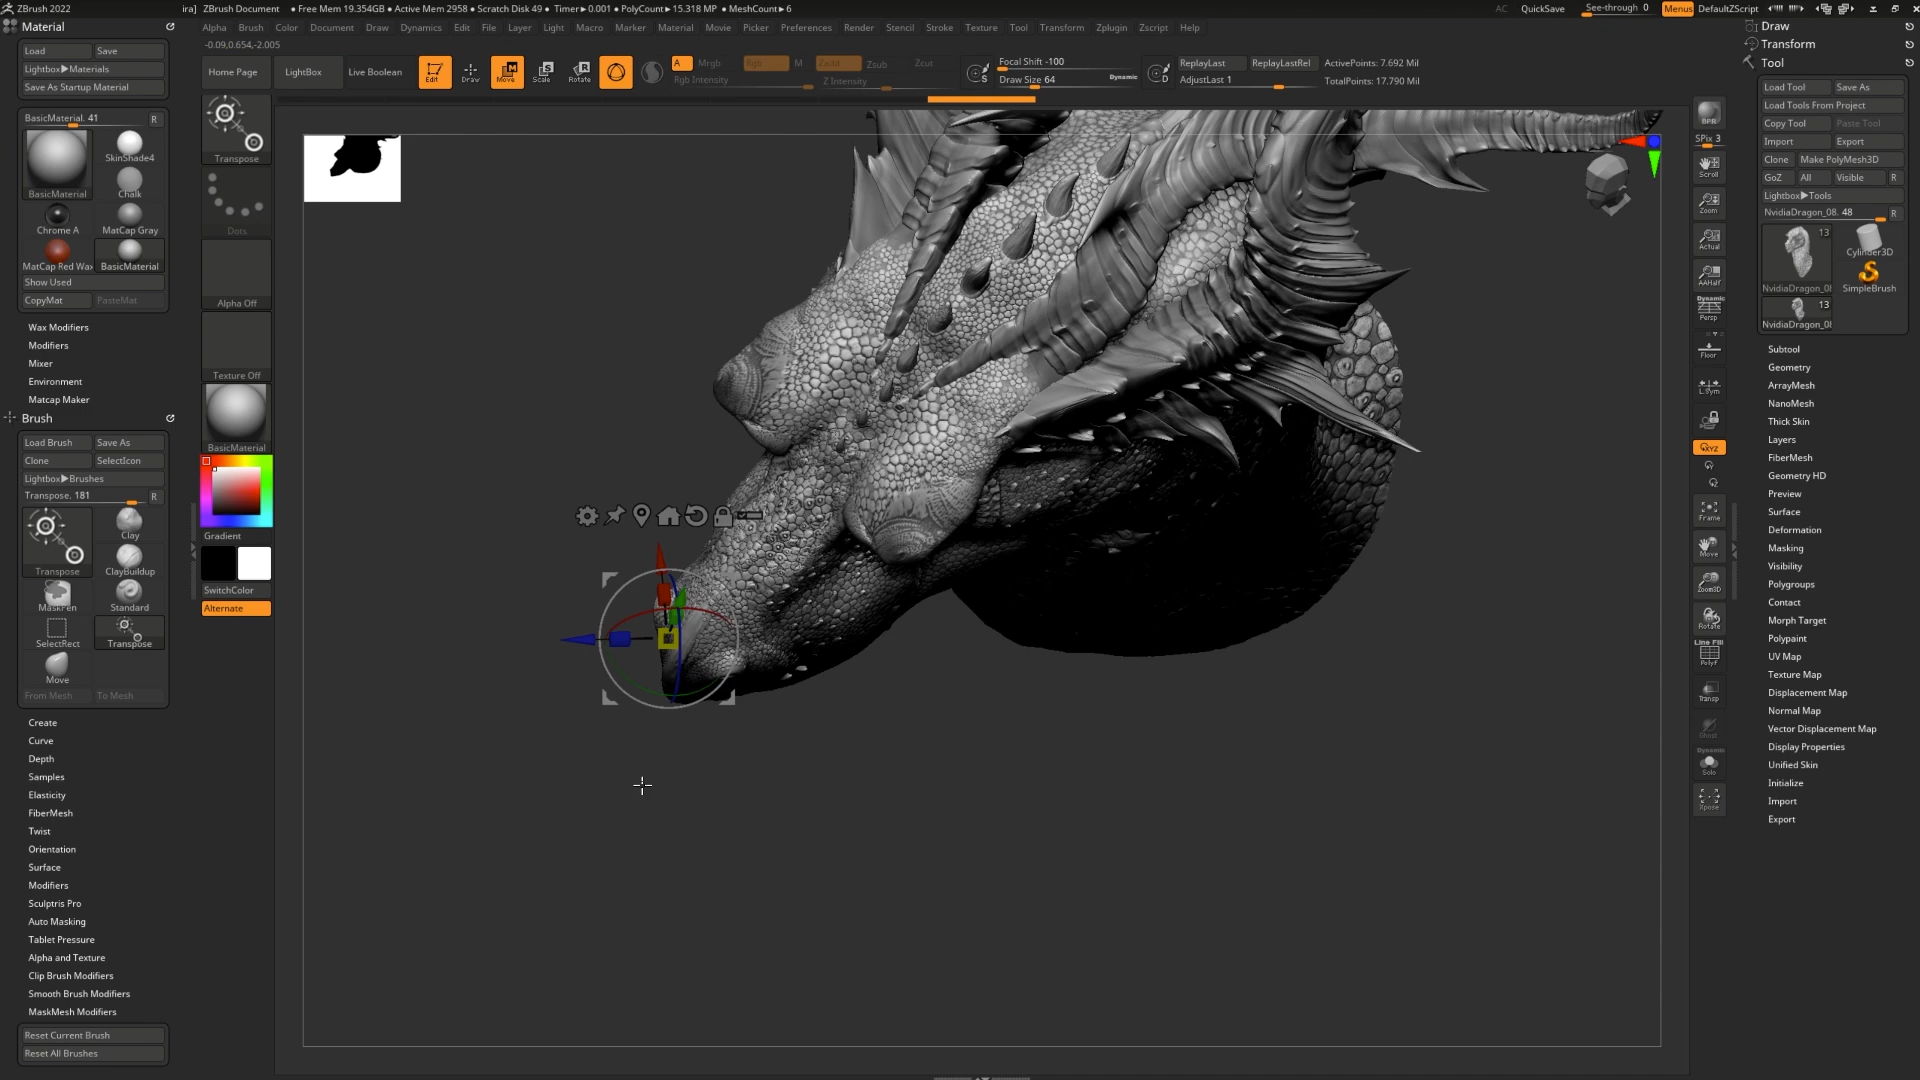 ZBrush 2022 ira] ZBrush Document • Free Mem 19.354GB • Active Mem 2958 • Scratch Disk 49 • Timer▸0.001 • PolyCount▸15.318 MP • MeshCount▸6 AC QuickSave See-through 0 Menus DefaultZScript
Alpha Brush Color Document Draw Dynamics Edit File Layer Light Macro Marker Material Movie Picker Preferences Render Stencil Stroke Texture Tool Transform Zplugin Zscript Help
-0.09,0.654,-2.005
Home Page LightBox Live Boolean Edit Draw Move Scale Rotate
A Mrgb Rgb M Zadd Zsub Zcut
Rgb Intensity Z Intensity
Focal Shift -100
Draw Size 64 Dynamic
ReplayLast ReplayLastRel ActivePoints: 7.692 Mil
AdjustLast 1 TotalPoints: 17.790 Mil
Material
Load Save
Lightbox▶Materials
Save As Startup Material
BasicMaterial. 41 R
SkinShade4
BasicMaterial Chalk
Chrome A MatCap Gray
MatCap Red Wax BasicMaterial
Show Used
CopyMat PasteMat
Wax Modifiers
Modifiers
Mixer
Environment
Matcap Maker
Brush
Load Brush Save As
Clone SelectIcon
Lightbox▶Brushes
Transpose. 181 R
Clay
Transpose ClayBuildup
MaskPen Standard
SelectRect Transpose
Move
From Mesh To Mesh
Create
Curve
Depth
Samples
Elasticity
FiberMesh
Twist
Orientation
Surface
Modifiers
Sculptris Pro
Auto Masking
Tablet Pressure
Alpha and Texture
Clip Brush Modifiers
Smooth Brush Modifiers
MaskMesh Modifiers
Reset Current Brush
Reset All Brushes
Transpose
Dots
Alpha Off
Texture Off
BasicMaterial
Gradient
SwitchColor
Alternate
BPR
SPix 3
Scroll
Zoom
Actual
AAHalf
Dynamic
Persp
Floor
L.Sym
XYZ
Frame
Move
Zoom3D
Rotate
Line Fill
PolyF
Transp
Ghost
Dynamic
Solo
Xpose
Draw
Transform
Tool
Load Tool Save As
Load Tools From Project
Copy Tool Paste Tool
Import Export
Clone Make PolyMesh3D
GoZ All Visible R
Lightbox▶Tools
NvidiaDragon_08. 48 R
13
Cylinder3D
NvidiaDragon_08 SimpleBrush
13
NvidiaDragon_08
Subtool
Geometry
ArrayMesh
NanoMesh
Thick Skin
Layers
FiberMesh
Geometry HD
Preview
Surface
Deformation
Masking
Visibility
Polygroups
Contact
Morph Target
Polypaint
UV Map
Texture Map
Displacement Map
Normal Map
Vector Displacement Map
Display Properties
Unified Skin
Initialize
Import
Export